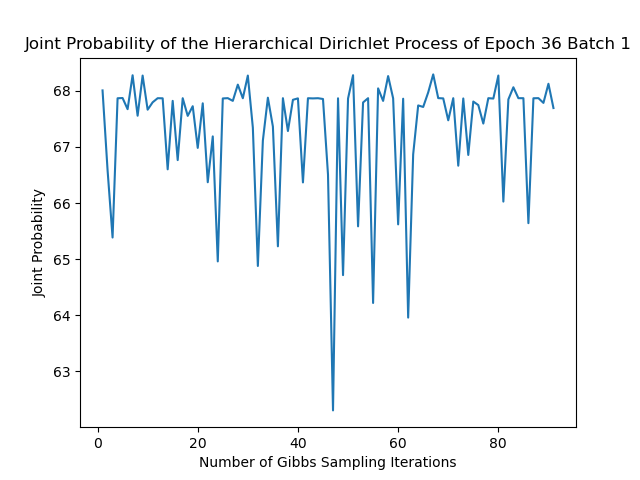 Joint Probability of the Hierarchical Dirichlet Process of Epoch 36 Batch 1
68
67
66
65
64
63
Joint Probability
0 20 40 60 80
Number of Gibbs Sampling Iterations